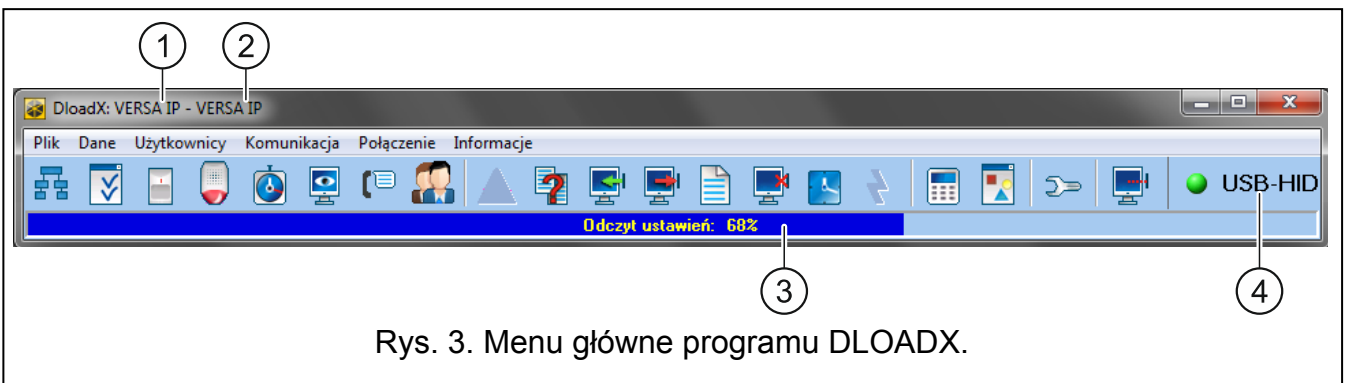 1 2
DloadX: VERSA IP - VERSA IP
Plik Dane Użytkownicy Komunikacja Połączenie Informacje
USB-HID
Odczyt ustawień: 68%
3 4
Rys. 3. Menu główne programu DLOADX.